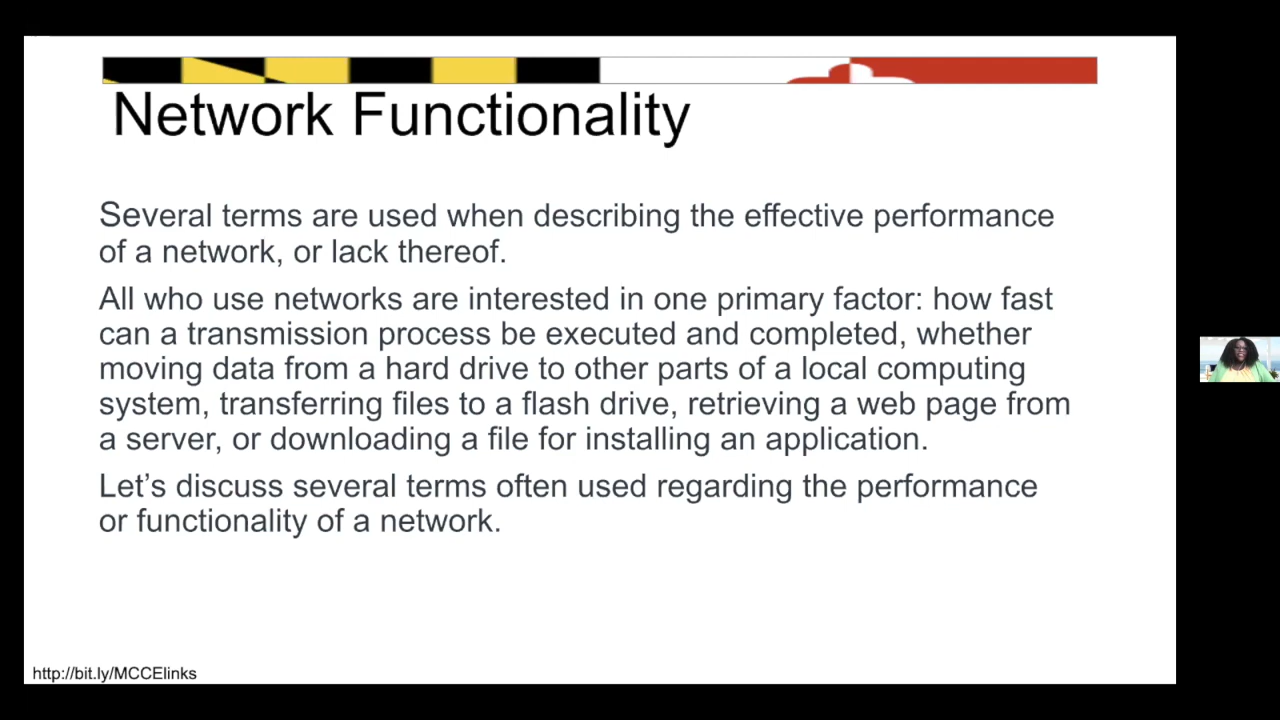 Network Functionality
Several terms are used when describing the effective performance
of a network, or lack thereof.
All who use networks are interested in one primary factor: how fast
can a transmission process be executed and completed, whether
moving data from a hard drive to other parts of a local computing
system, transferring files to a flash drive, retrieving a web page from
a server, or downloading a file for installing an application.
Let’s discuss several terms often used regarding the performance
or functionality of a network.
http://bit.ly/MCCElinks